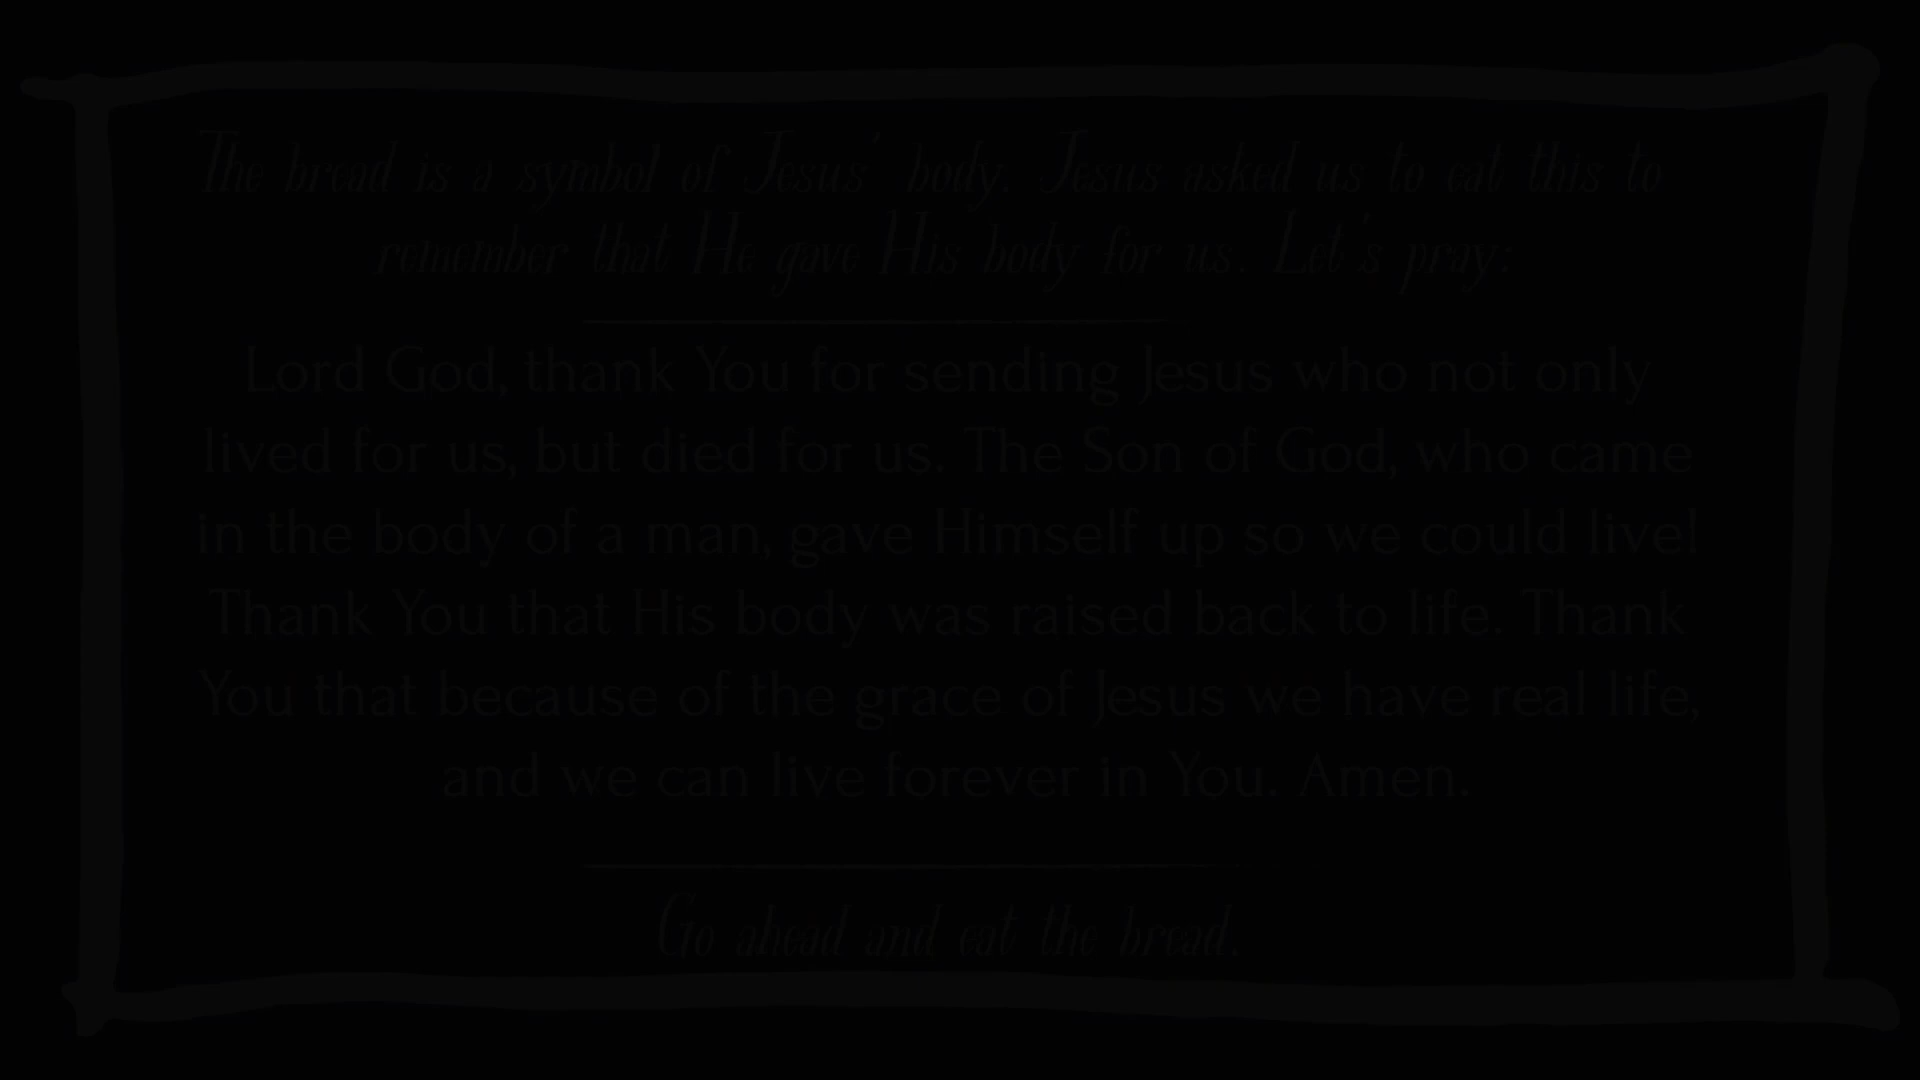 The bread is a symbol of Jesus' body. Jesus asked us to eat this to
remember that He gave His body for us. Let's pray:
Lord God, thank You for sending Jesus who not only
lived for us, but died for us. The Son of God, who came
in the body of a man, gave Himself up so we could live!
Thank You that His body was raised back to life. Thank
You that because of the grace of Jesus we have real life,
and we can live forever in You. Amen.
Go ahead and eat the bread.